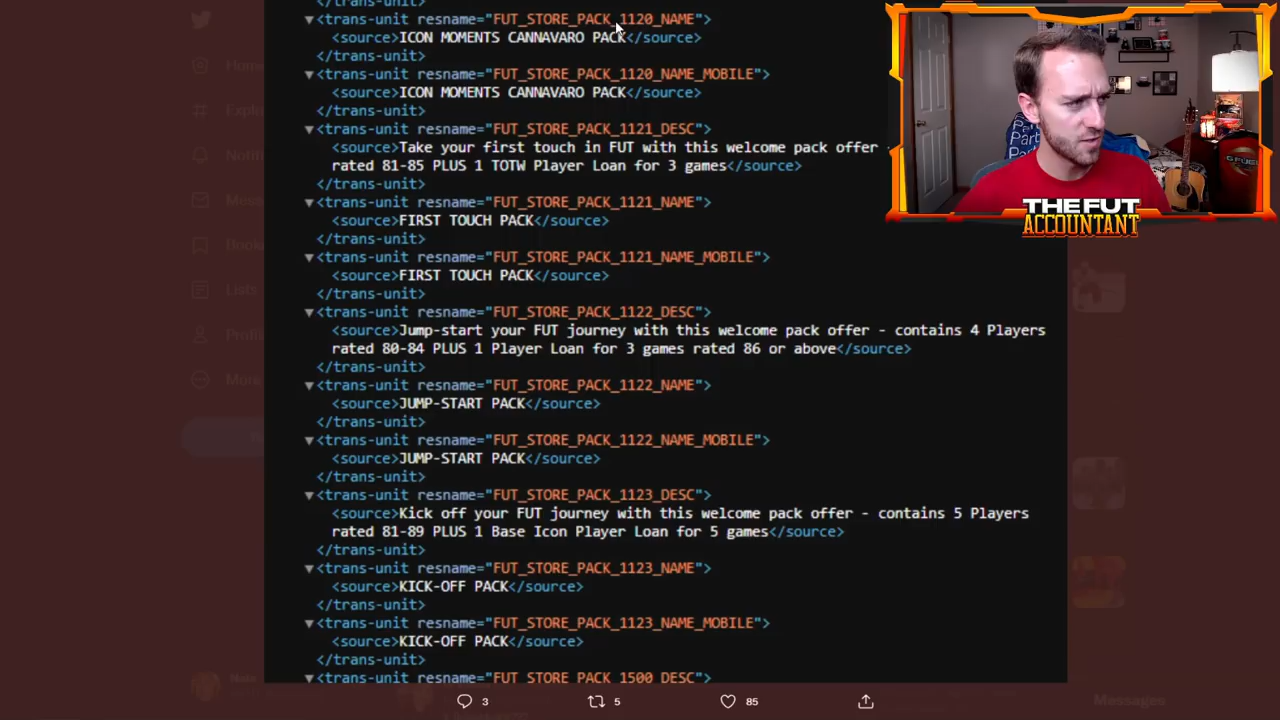 </trans-unit>
▼<trans-unit resname="FUT_STORE_PACK_1120_NAME">
<source>ICON MOMENTS CANNAVARO PACK</source>
</trans-unit>
▼<trans-unit resname="FUT_STORE_PACK_1120_NAME_MOBILE">
<source>ICON MOMENTS CANNAVARO PACK</source>
</trans-unit>
▼<trans-unit resname="FUT_STORE_PACK_1121_DESC">
<source>Take your first touch in FUT with this welcome pack offer
rated 81-85 PLUS 1 TOTW Player Loan for 3 games</source>
</trans-unit>
▼<trans-unit resname="FUT_STORE_PACK_1121_NAME">
<source>FIRST TOUCH PACK</source>
</trans-unit>
▼<trans-unit resname="FUT_STORE_PACK_1121_NAME_MOBILE">
<source>FIRST TOUCH PACK</source>
</trans-unit>
▼<trans-unit resname="FUT_STORE_PACK_1122_DESC">
<source>Jump-start your FUT journey with this welcome pack offer - contains 4 Players
rated 80-84 PLUS 1 Player Loan for 3 games rated 86 or above</source>
</trans-unit>
▼<trans-unit resname="FUT_STORE_PACK_1122_NAME">
<source>JUMP-START PACK</source>
</trans-unit>
▼<trans-unit resname="FUT_STORE_PACK_1122_NAME_MOBILE">
<source>JUMP-START PACK</source>
</trans-unit>
▼<trans-unit resname="FUT_STORE_PACK_1123_DESC">
<source>Kick off your FUT journey with this welcome pack offer - contains 5 Players
rated 81-89 PLUS 1 Base Icon Player Loan for 5 games</source>
</trans-unit>
▼<trans-unit resname="FUT_STORE_PACK_1123_NAME">
<source>KICK-OFF PACK</source>
</trans-unit>
▼<trans-unit resname="FUT_STORE_PACK_1123_NAME_MOBILE">
<source>KICK-OFF PACK</source>
</trans-unit>
▼<trans-unit resname="FUT_STORE_PACK_1500_DESC">
3 5 85
THE FUT
ACCOUNTANT
Lists
More
Messages